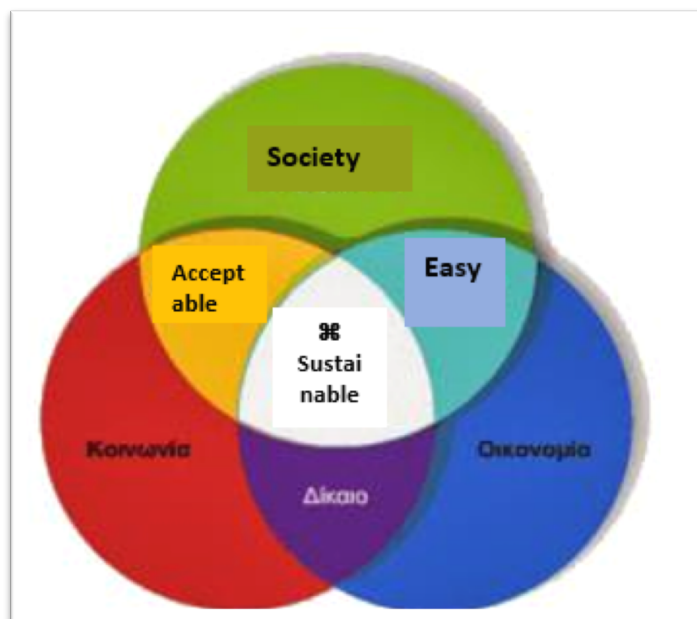 Society
Accept
able
Easy
⌘
Sustai
nable
Κοινωνία
Οικονομία
Δίκαιο